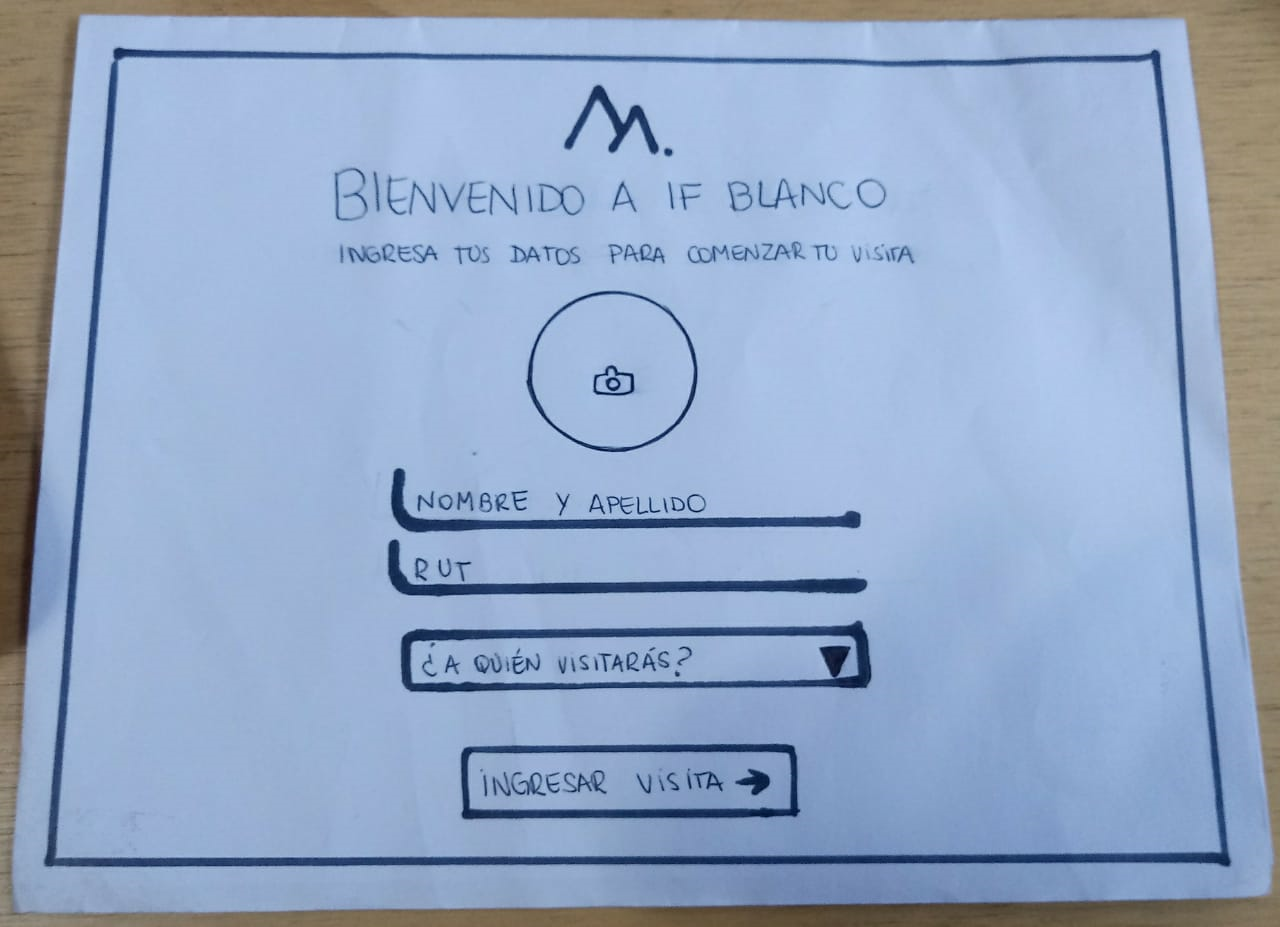 M.
BIENVENIDO A IF BLANCO
INGRESA TUS DATOS PARA COMENZAR TU VISITA
NOMBRE Y APELLIDO
RUT
¿A QUIÉN VISITARÁS?
INGRESAR VISITA →